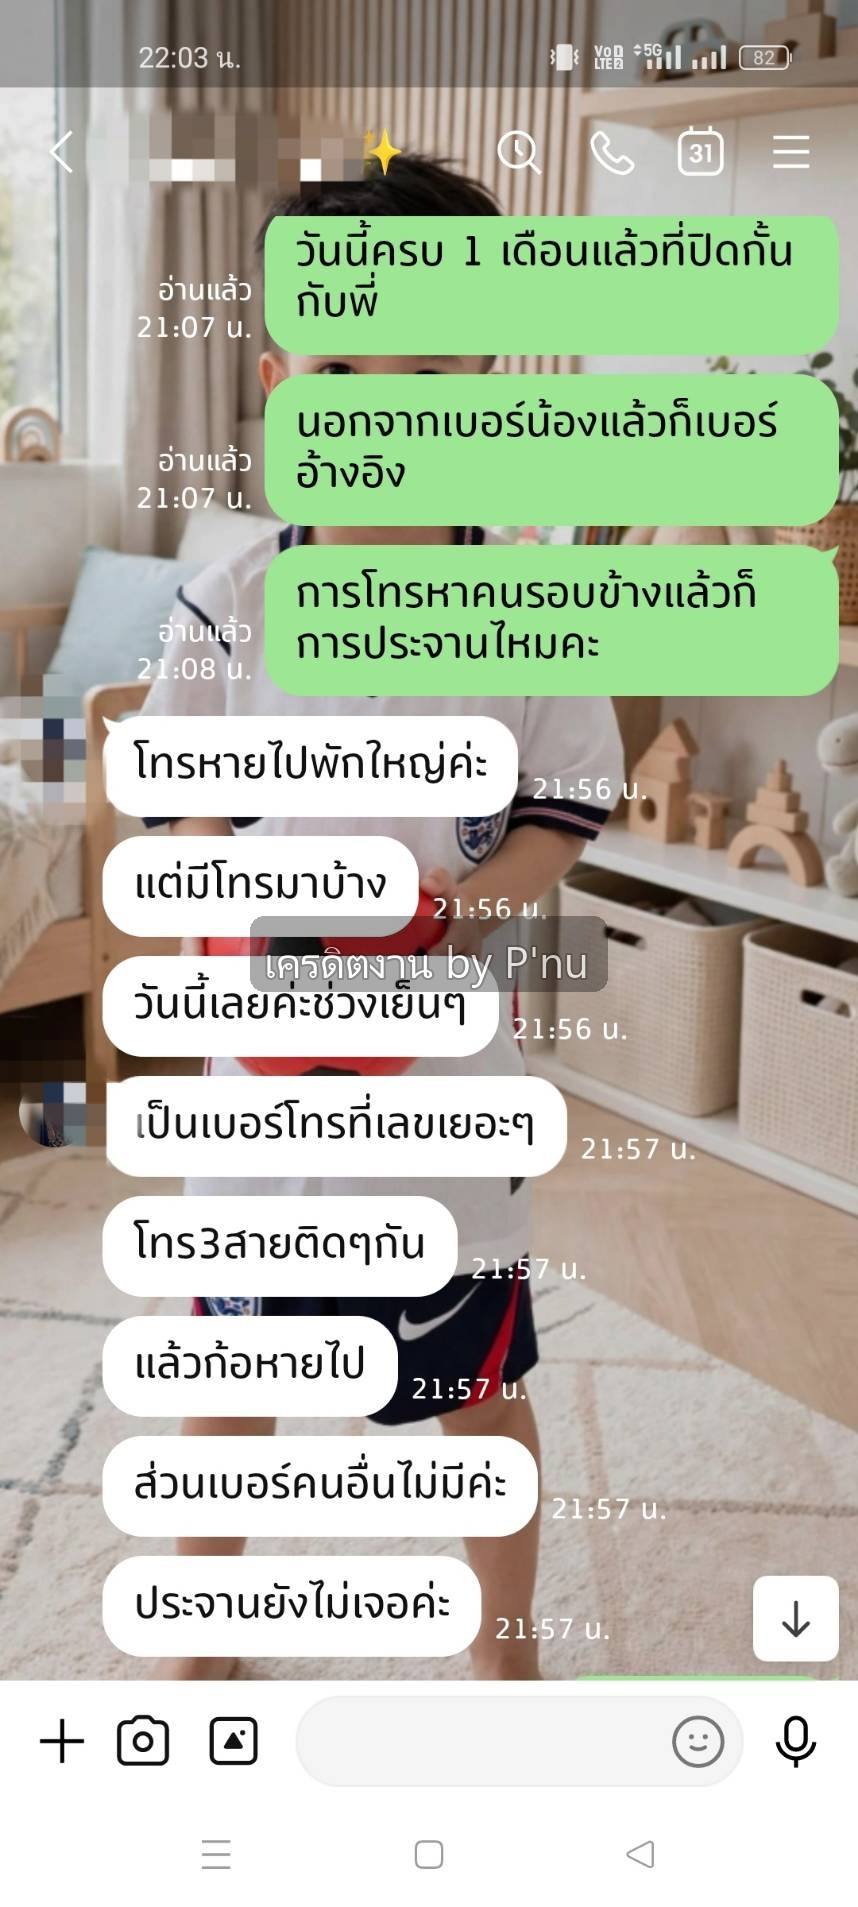 22:03 น.
VoD LTE2 5G 82
31
วันนี้ครบ 1 เดือนแล้วที่ปิดกั้น
กับพี่
อ่านแล้ว
21:07 น.
นอกจากเบอร์น้องแล้วก็เบอร์
อ้างอิง
อ่านแล้ว
21:07 น.
การโทรหาคนรอบข้างแล้วก็
การประจานไหมคะ
อ่านแล้ว
21:08 น.
โทรหายไปพักใหญ่ค่ะ
21:56 น.
แต่มีโทรมาบ้าง
21:56 น.
เครดิตงาน by P'nu
วันนี้เลยค่ะช่วงเย็นๆ
21:56 น.
เป็นเบอร์โทรที่เลขเยอะๆ
21:57 น.
โทร3สายติดๆกัน
21:57 น.
แล้วก้อหายไป
21:57 น.
ส่วนเบอร์คนอื่นไม่มีค่ะ
21:57 น.
ประจานยังไม่เจอค่ะ
21:57 น.